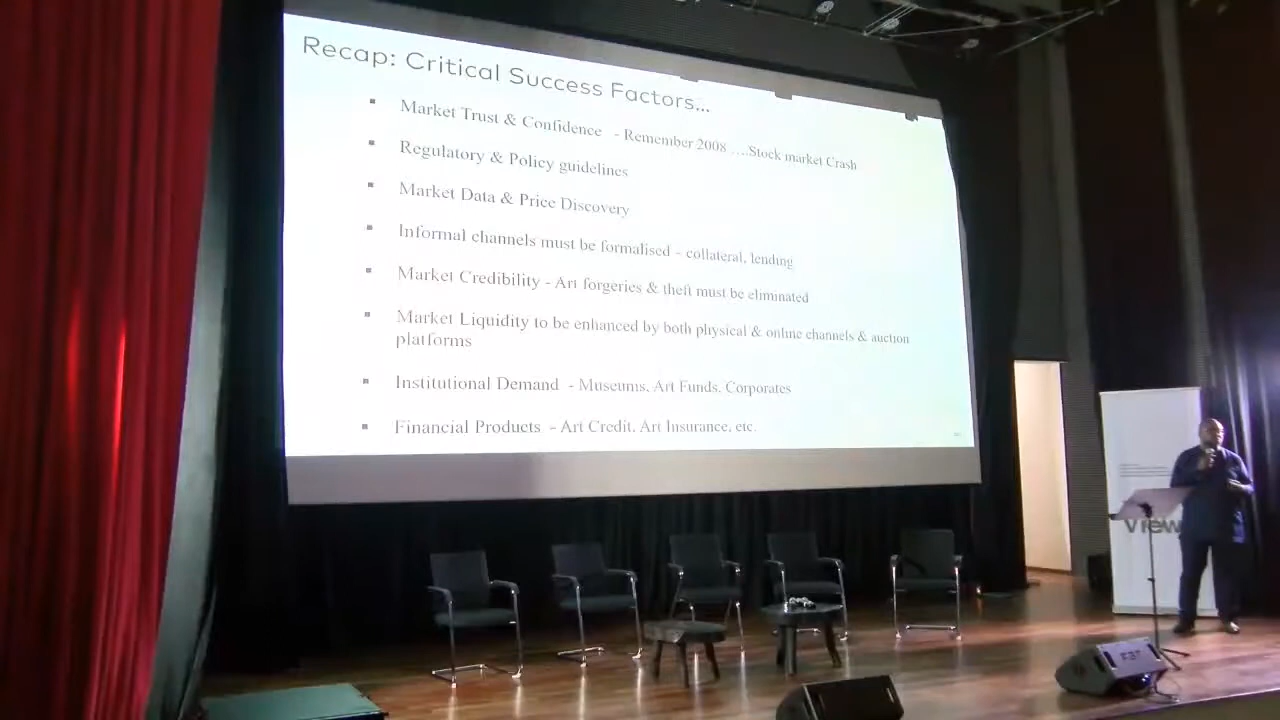 Recap: Critical Success Factors...
Market Trust & Confidence - Remember 2008 ....Stock market Crash
Regulatory & Policy guidelines
Market Data & Price Discovery
Informal channels must be formalised - collateral, lending
Market Credibility - Art forgeries & theft must be eliminated
Market Liquidity to be enhanced by both physical & online channels & auction
platforms
Institutional Demand - Museums, Art Funds, Corporates
Financial Products - Art Credit, Art Insurance, etc.
view
FBT